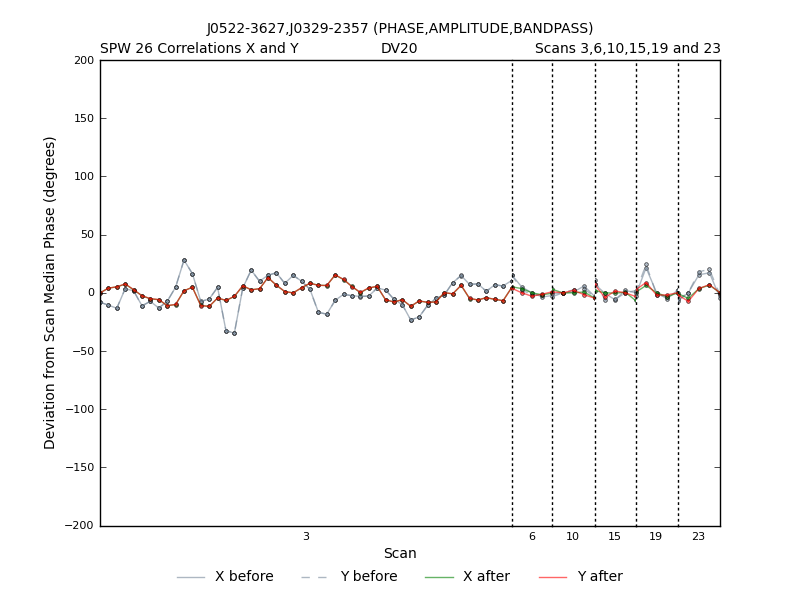 J0522-3627,J0329-2357 (PHASE,AMPLITUDE,BANDPASS)
SPW 26 Correlations X and Y DV20 Scans 3,6,10,15,19 and 23
200
150
100
50
0
−50
−100
−150
−200
Deviation from Scan Median Phase (degrees)
3 6 10 15 19 23
Scan
X before Y before X after Y after